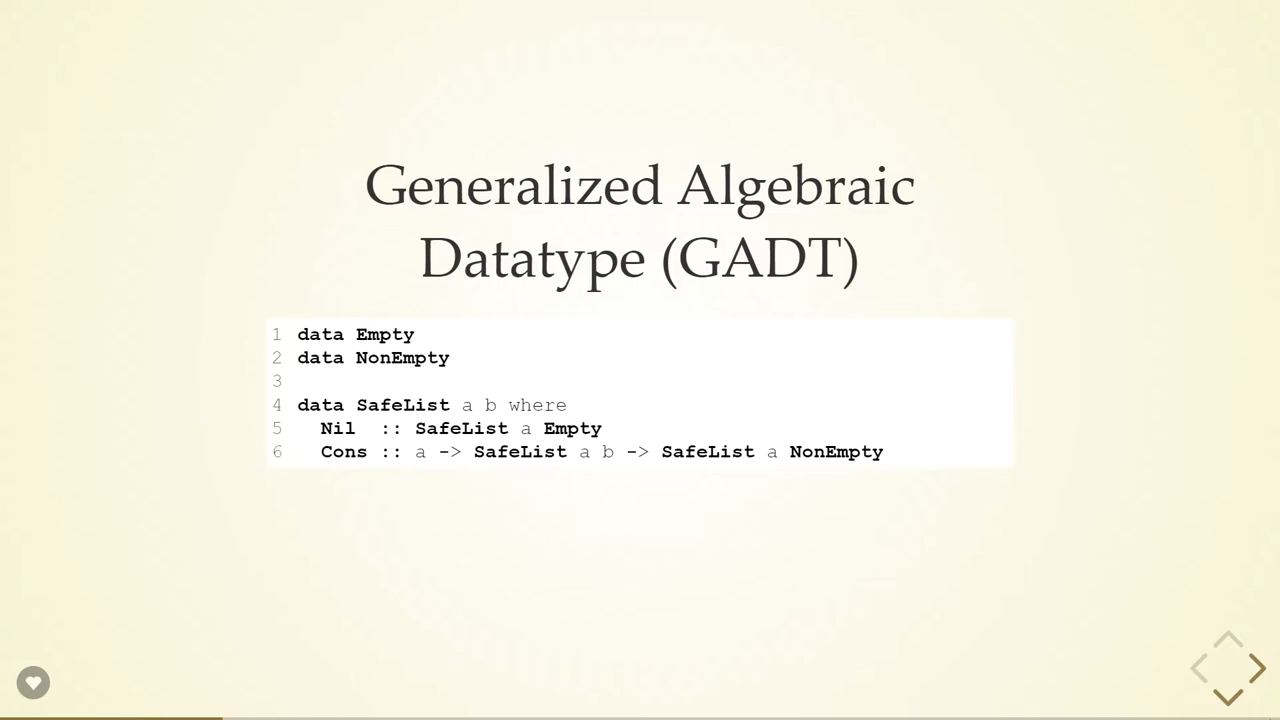 Generalized Algebraic
Datatype (GADT)
1 data Empty
2 data NonEmpty
3
4 data SafeList a b where
5   Nil  :: SafeList a Empty
6   Cons :: a -> SafeList a b -> SafeList a NonEmpty